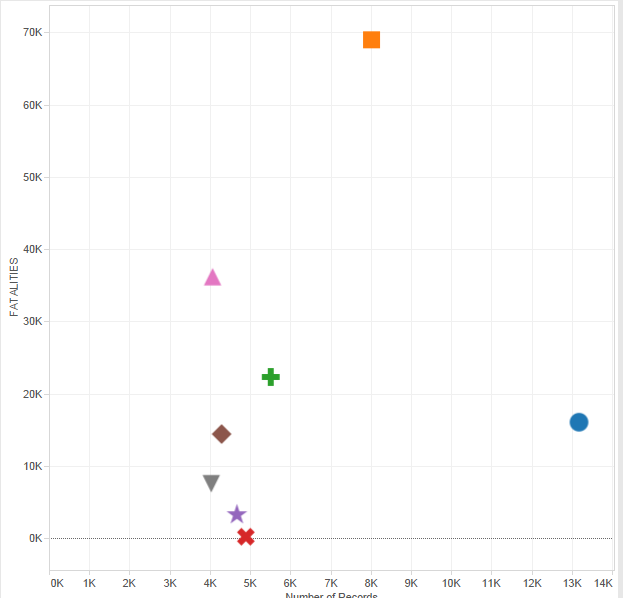 70K
60K
50K
40K
30K
20K
10K
0K
FATALITIES
0K 1K 2K 3K 4K 5K 6K 7K 8K 9K 10K 11K 12K 13K 14K
Number of Records